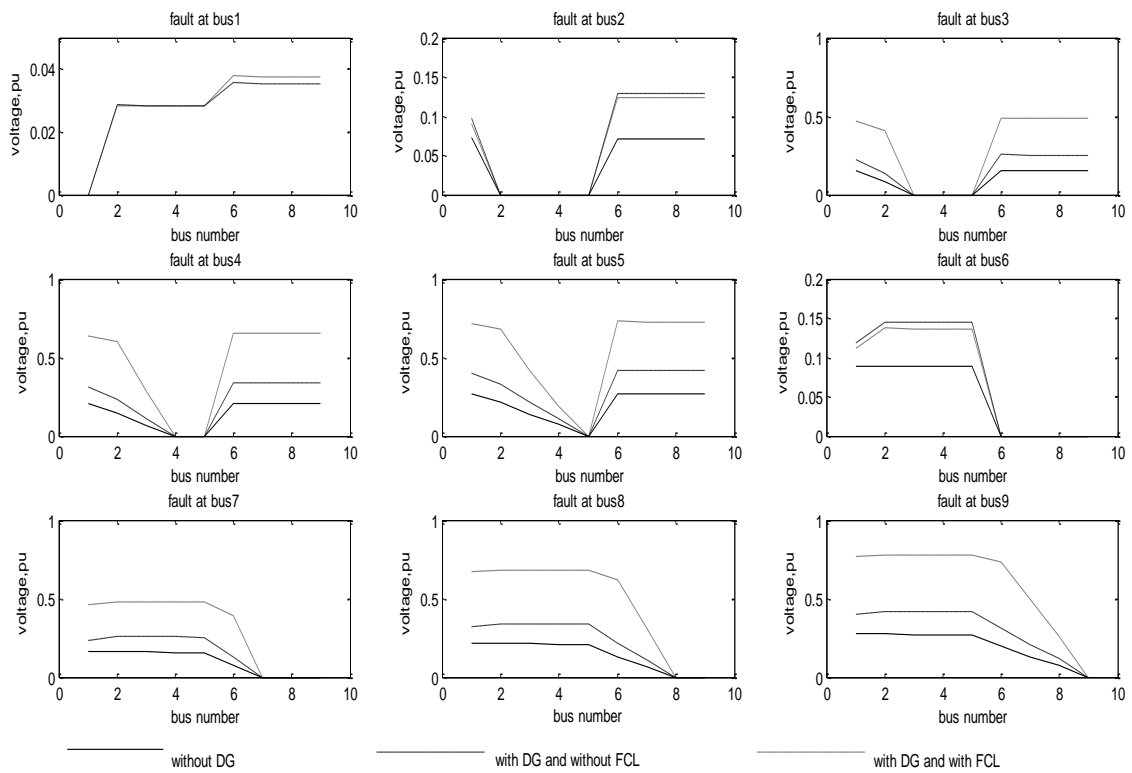 fault at bus1
fault at bus2
fault at bus3
0.04
0.02
0
voltage,pu
0 2 4 6 8 10
bus number
0.2
0.15
0.1
0.05
0
voltage,pu
0 2 4 6 8 10
bus number
1
0.5
0
voltage,pu
0 2 4 6 8 10
bus number
fault at bus4
fault at bus5
fault at bus6
1
0.5
0
voltage,pu
0 2 4 6 8 10
bus number
1
0.5
0
voltage,pu
0 2 4 6 8 10
bus number
0.2
0.15
0.1
0.05
0
voltage,pu
0 2 4 6 8 10
bus number
fault at bus7
fault at bus8
fault at bus9
1
0.5
0
voltage,pu
0 2 4 6 8 10
bus number
1
0.5
0
voltage,pu
0 2 4 6 8 10
bus number
1
0.5
0
voltage,pu
0 2 4 6 8 10
bus number
without DG
with DG and without FCL
with DG and with FCL